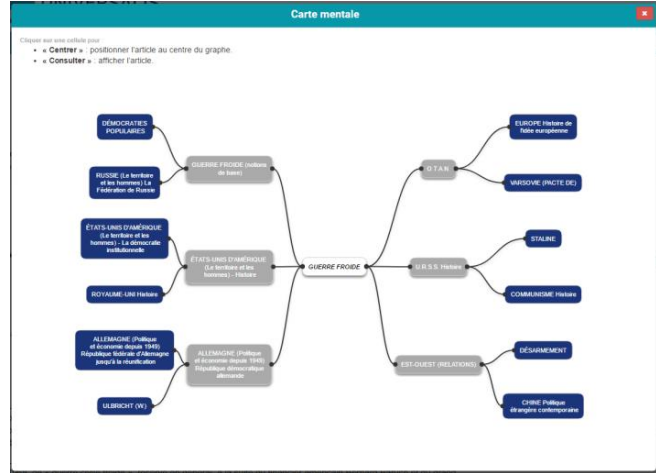 UNIVERSALIS
Carte mentale
Cliquer sur une cellule pour
• « Centrer » : positionner l'article au centre du graphe.
• « Consulter » : afficher l'article.
DÉMOCRATIES
POPULAIRES
RUSSIE (Le territoire
et les hommes) La
Fédération de Russie
GUERRE FROIDE (notions
de base)
ÉTATS-UNIS D'AMÉRIQUE
(Le territoire et les
hommes) - La démocratie
institutionnelle
ROYAUME-UNI Histoire
ÉTATS-UNIS D'AMÉRIQUE
(Le territoire et les
hommes) - Histoire
ALLEMAGNE (Politique
et économie depuis 1949)
République fédérale d'Allemagne
jusqu'à la réunification
ULBRICHT (W.)
ALLEMAGNE (Politique
et économie depuis 1949)
République démocratique
allemande
GUERRE FROIDE
O.T.A.N.
EUROPE Histoire de
l'idée européenne
VARSOVIE (PACTE DE)
U.R.S.S. Histoire
STALINE
COMMUNISME Histoire
EST-OUEST (RELATIONS)
DÉSARMEMENT
CHINE Politique
étrangère contemporaine